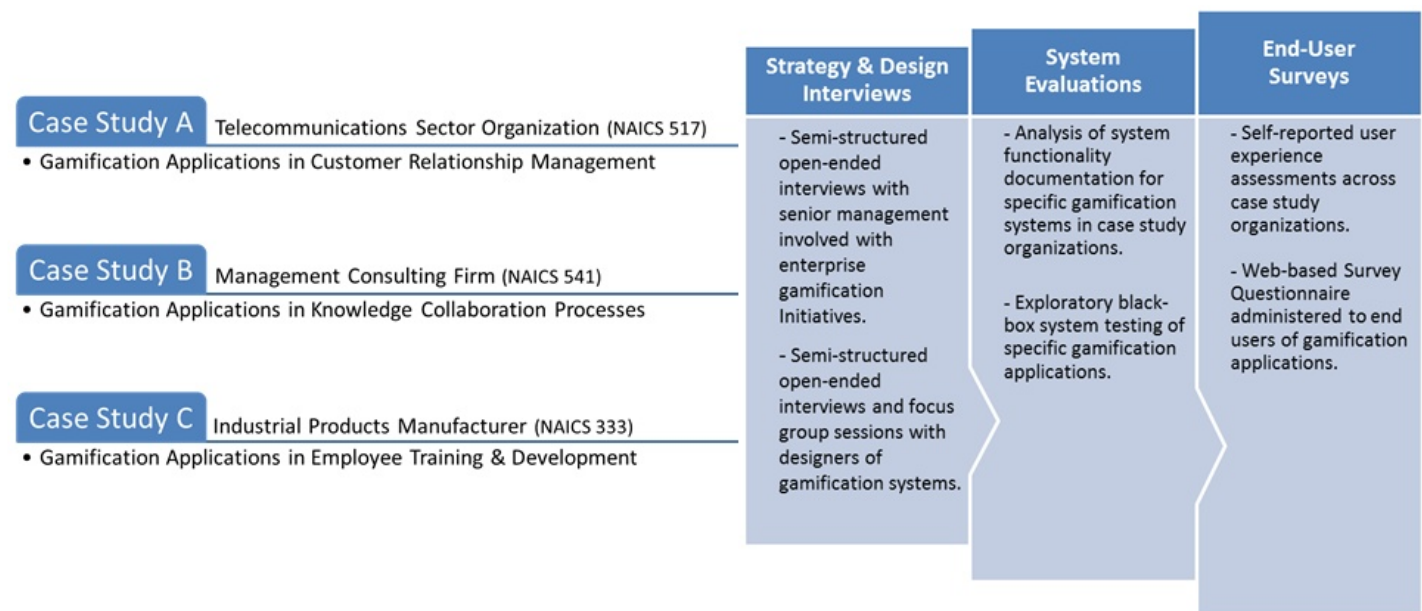 Case Study A Telecommunications Sector Organization (NAICS 517)
• Gamification Applications in Customer Relationship Management
Case Study B Management Consulting Firm (NAICS 541)
• Gamification Applications in Knowledge Collaboration Processes
Case Study C Industrial Products Manufacturer (NAICS 333)
• Gamification Applications in Employee Training & Development
Strategy & Design
Interviews
- Semi-structured
open-ended
interviews with
senior management
involved with
enterprise
gamification
Initiatives.
- Semi-structured
open-ended
interviews and focus
group sessions with
designers of
gamification systems.
System
Evaluations
- Analysis of system
functionality
documentation for
specific gamification
systems in case study
organizations.
- Exploratory black-
box system testing of
specific gamification
applications.
End-User
Surveys
- Self-reported user
experience
assessments across
case study
organizations.
- Web-based Survey
Questionnaire
administered to end
users of gamification
applications.